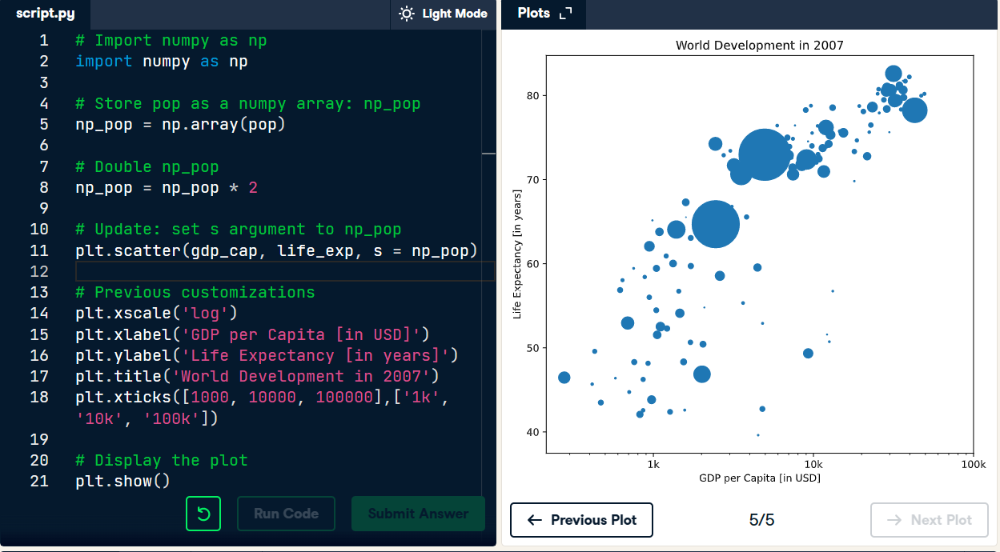 script.py
Light Mode
1 # Import numpy as np
2 import numpy as np
3
4 # Store pop as a numpy array: np_pop
5 np_pop = np.array(pop)
6
7 # Double np_pop
8 np_pop = np_pop * 2
9
10 # Update: set s argument to np_pop
11 plt.scatter(gdp_cap, life_exp, s = np_pop)
12
13 # Previous customizations
14 plt.xscale('log')
15 plt.xlabel('GDP per Capita [in USD]')
16 plt.ylabel('Life Expectancy [in years]')
17 plt.title('World Development in 2007')
18 plt.xticks([1000, 10000, 100000],['1k',
'10k', '100k'])
19
20 # Display the plot
21 plt.show()
Run Code
Submit Answer
Plots
World Development in 2007
80
70
60
50
40
Life Expectancy [in years]
1k 10k 100k
GDP per Capita [in USD]
Previous Plot
5/5
Next Plot